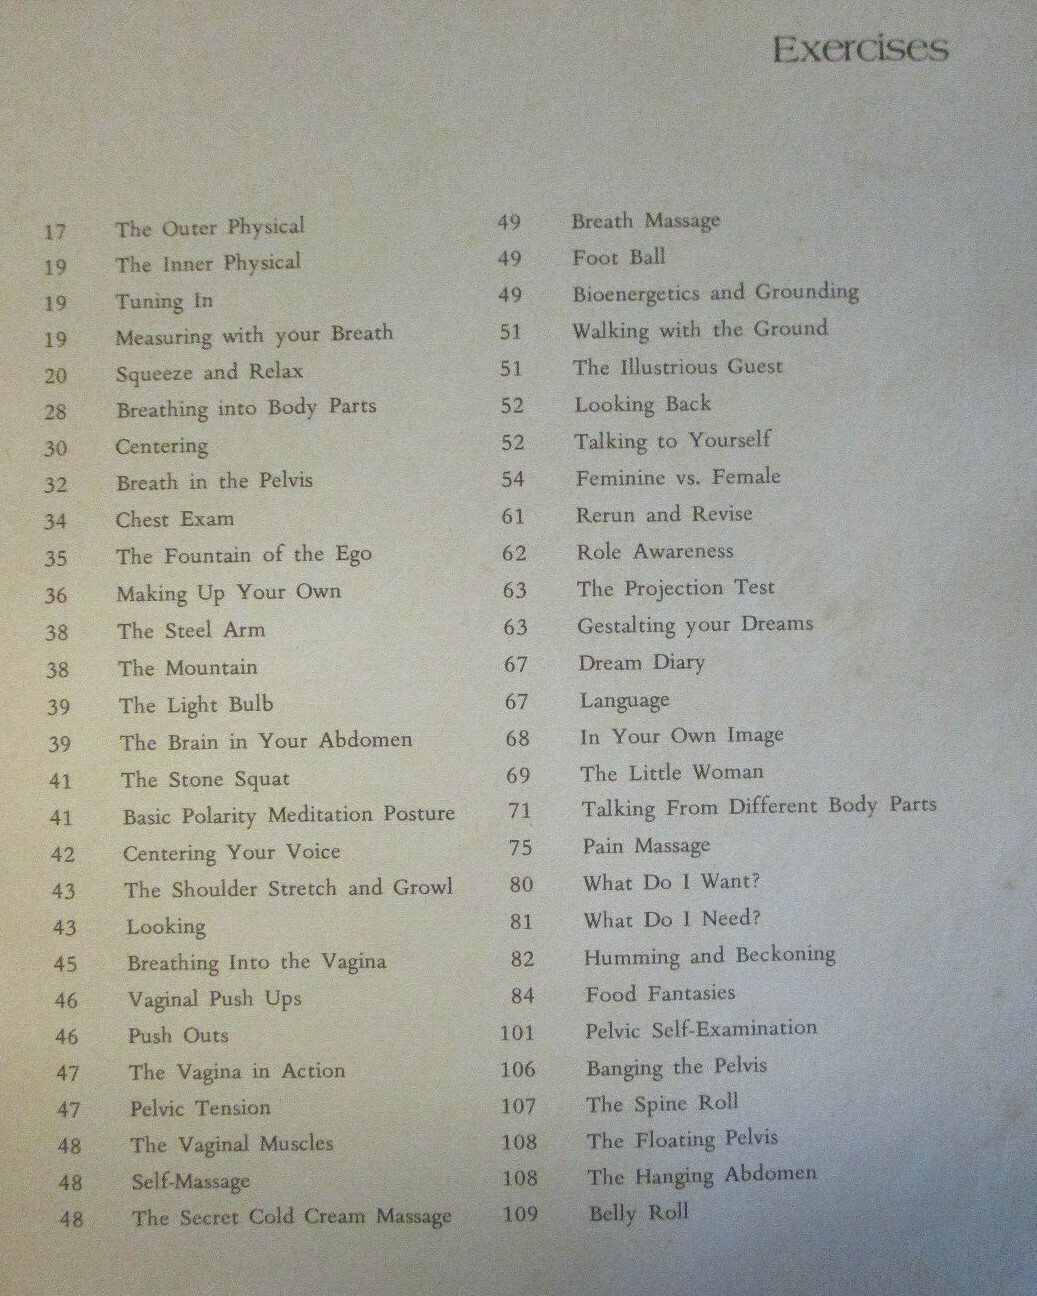 Exercises
17 The Outer Physical
19 The Inner Physical
19 Tuning In
19 Measuring with your Breath
20 Squeeze and Relax
28 Breathing into Body Parts
30 Centering
32 Breath in the Pelvis
34 Chest Exam
35 The Fountain of the Ego
36 Making Up Your Own
38 The Steel Arm
38 The Mountain
39 The Light Bulb
39 The Brain in Your Abdomen
41 The Stone Squat
41 Basic Polarity Meditation Posture
42 Centering Your Voice
43 The Shoulder Stretch and Growl
43 Looking
45 Breathing Into the Vagina
46 Vaginal Push Ups
46 Push Outs
47 The Vagina in Action
47 Pelvic Tension
48 The Vaginal Muscles
48 Self-Massage
48 The Secret Cold Cream Massage
49 Breath Massage
49 Foot Ball
49 Bioenergetics and Grounding
51 Walking with the Ground
51 The Illustrious Guest
52 Looking Back
52 Talking to Yourself
54 Feminine vs. Female
61 Rerun and Revise
62 Role Awareness
63 The Projection Test
63 Gestalting your Dreams
67 Dream Diary
67 Language
68 In Your Own Image
69 The Little Woman
71 Talking From Different Body Parts
75 Pain Massage
80 What Do I Want?
81 What Do I Need?
82 Humming and Beckoning
84 Food Fantasies
101 Pelvic Self-Examination
106 Banging the Pelvis
107 The Spine Roll
108 The Floating Pelvis
108 The Hanging Abdomen
109 Belly Roll